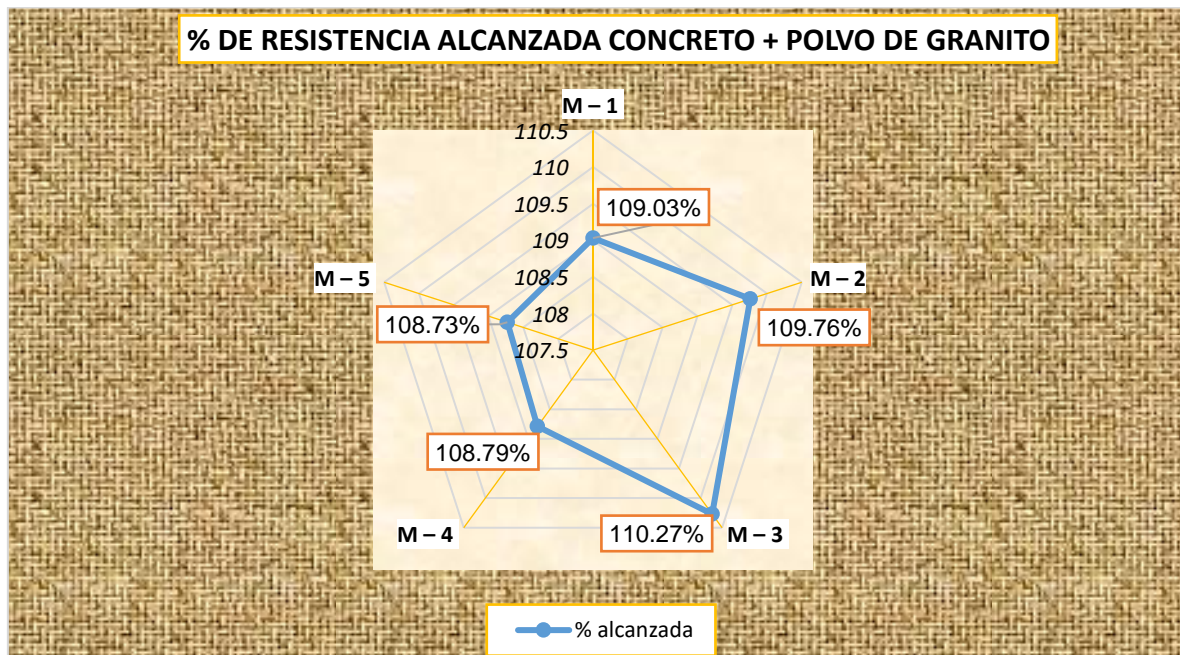 % DE RESISTENCIA ALCANZADA CONCRETO + POLVO DE GRANITO
M – 1
110.5
110
109.5
109.03%
109
108.5
M – 5
M – 2
108
108.73%
109.76%
107.5
108.79%
M – 4
110.27%
M – 3
% alcanzada